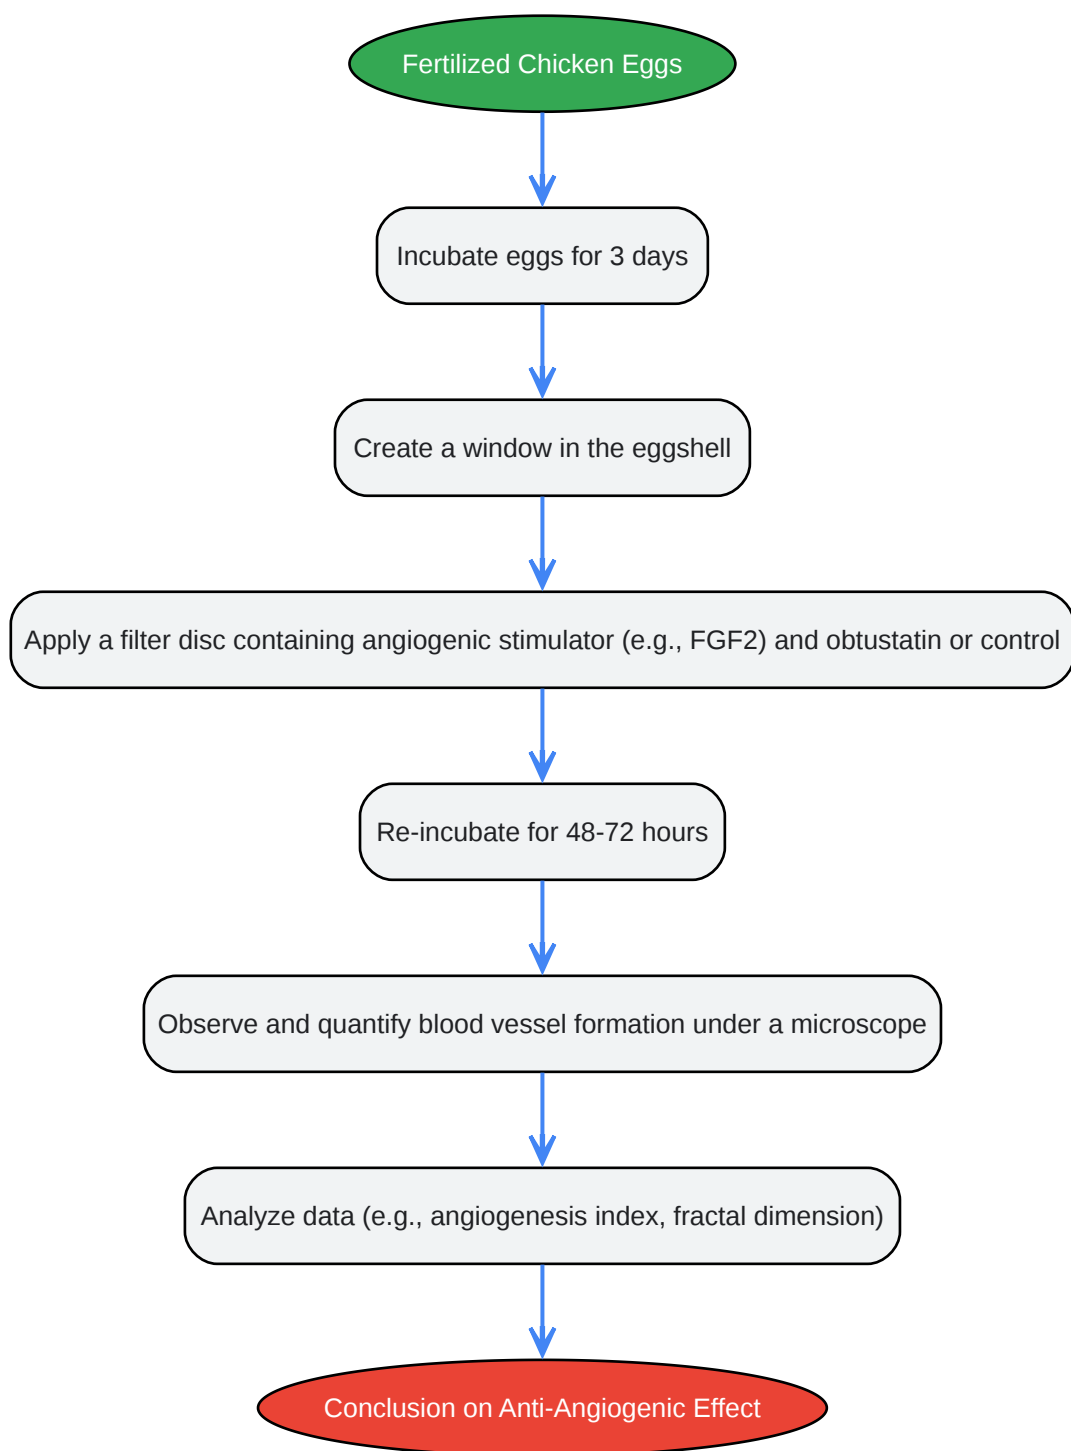 Fertilized Chicken Eggs
Incubate eggs for 3 days
Create a window in the eggshell
Apply a filter disc containing angiogenic stimulator (e.g., FGF2) and obtustatin or control
Re-incubate for 48-72 hours
Observe and quantify blood vessel formation under a microscope
Analyze data (e.g., angiogenesis index, fractal dimension)
Conclusion on Anti-Angiogenic Effect